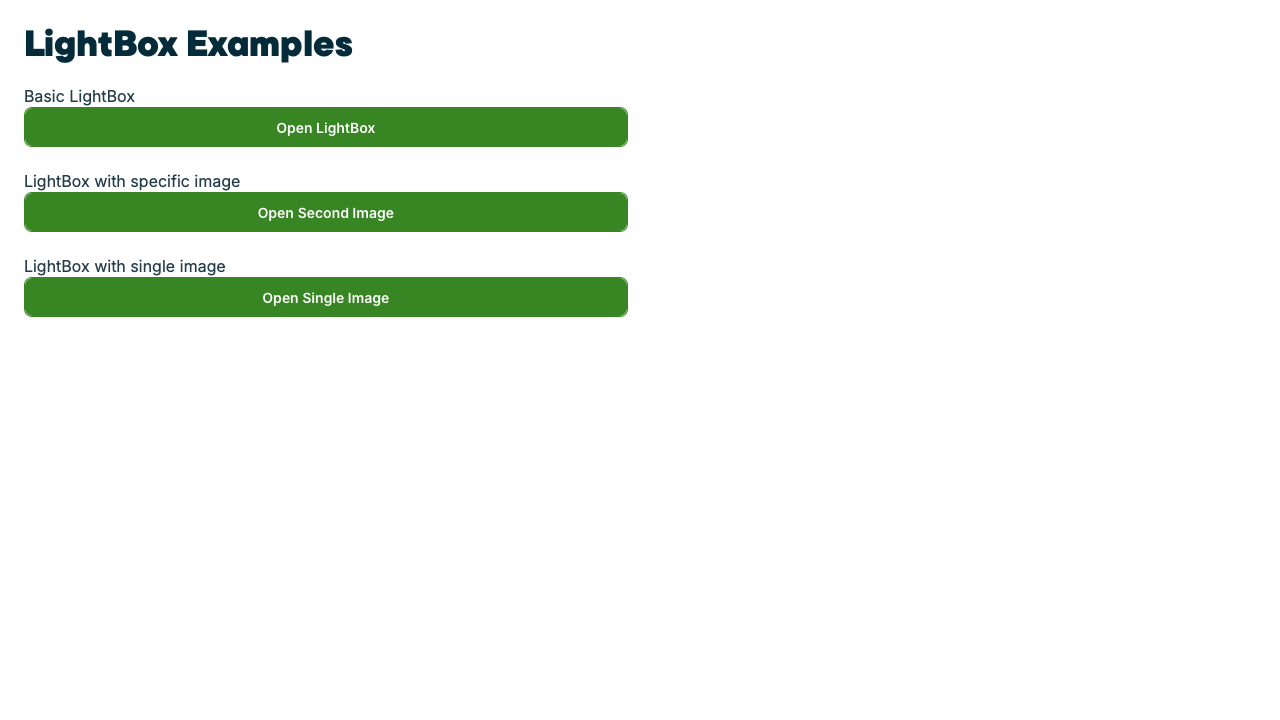 LightBox Examples
Basic LightBox
Open LightBox
LightBox with specific image
Open Second Image
LightBox with single image
Open Single Image